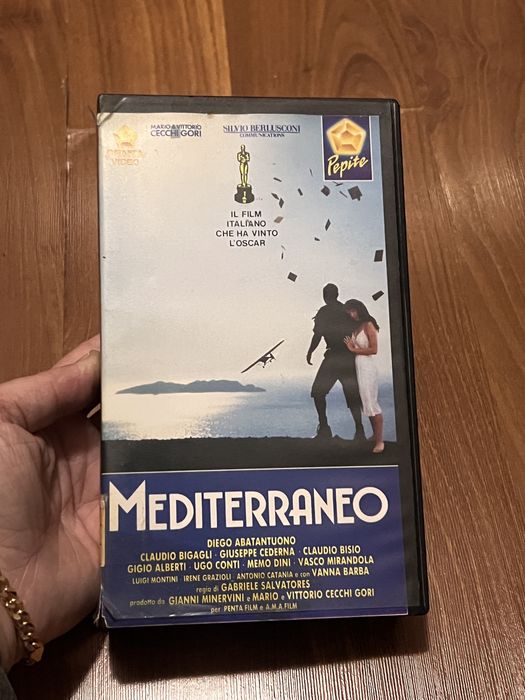 PENTA
VIDEO
MARIO & VITTORIO
CECCHI GORI
SILVIO BERLUSCONI
COMMUNICATIONS
Pepite
IL FILM
ITALIANO
CHE HA VINTO
L'OSCAR
MEDITERRANEO
DIEGO ABATANTUONO
CLAUDIO BIGAGLI · GIUSEPPE CEDERNA · CLAUDIO BISIO
GIGIO ALBERTI · UGO CONTI · MEMO DINI · VASCO MIRANDOLA
LUIGI MONTINI · IRENE GRAZIOLI · ANTONIO CATANIA e con VANNA BARBA
regia di GABRIELE SALVATORES
prodotto da GIANNI MINERVINI e MARIO e VITTORIO CECCHI GORI
per PENTA FILM e A.M.A. FILM